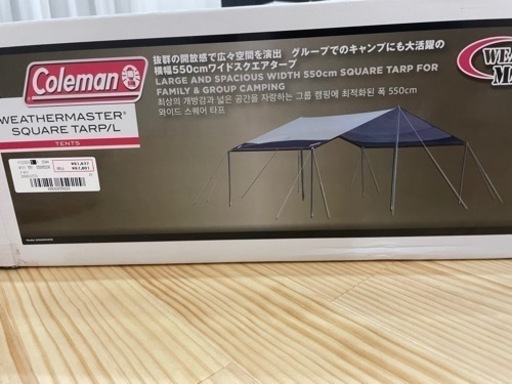 Coleman
WEATHERMASTER®
SQUARE TARP/L
TENTS
抜群の開放感で広々空間を演出 グループでのキャンプにも大活躍の
横幅550cmワイドスクエアタープ
LARGE AND SPACIOUS WIDTH 550cm SQUARE TARP FOR
FAMILY & GROUP CAMPING
최상의 개방감과 넓은 공간을 자랑하는 그룹 캠핑에 최적화된 폭 550cm
와이드 스퀘어 타프